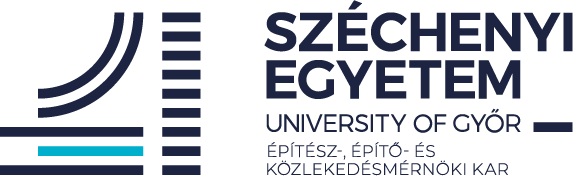 SZÉCHENYI
EGYETEM
UNIVERSITY OF GYŐR
ÉPÍTÉSZ-, ÉPÍTŐ- ÉS
KÖZLEKEDÉSMÉRNÖKI KAR